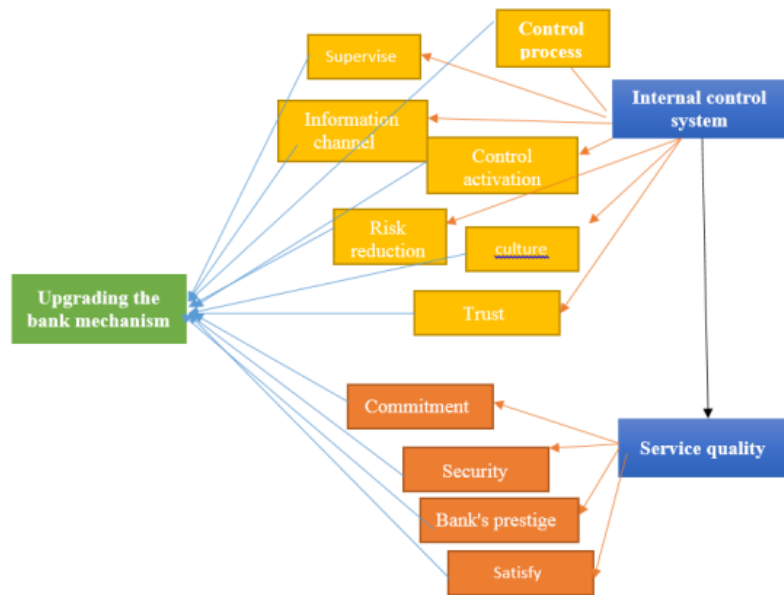 Control
process
Supervise
Internal control
system
Information
channel
Control
activation
Risk
reduction
culture
Upgrading the
bank mechanism
Trust
Commitment
Service quality
Security
Bank's prestige
Satisfy